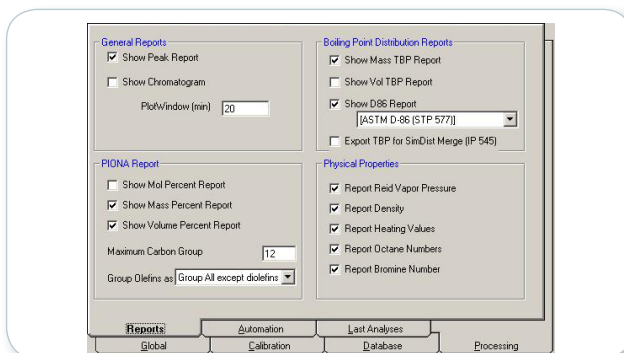 General Reports
Show Peak Report
Show Chromatogram
PlotWindow (min) 20
Boiling Point Distribution Reports
Show Mass TBP Report
Show Vol TBP Report
Show D86 Report
[ASTM D-86 (STP 577)]
Export TBP for SimDist Merge (IP 545)
PIONA Report
Show Mol Percent Report
Show Mass Percent Report
Show Volume Percent Report
Maximum Carbon Group 12
Group Olefins as Group All except diolefins
Physical Properties
Report Reid Vapor Pressure
Report Density
Report Heating Values
Report Octane Numbers
Report Bromine Number
Reports Automation Last Analyses
Global Calibration Database Processing